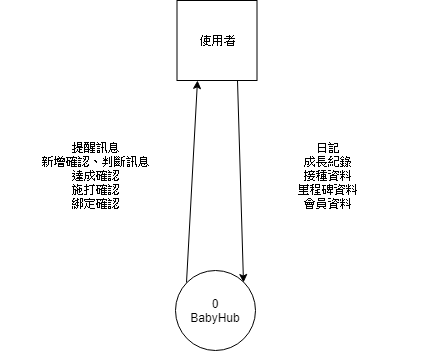 使用者
提醒訊息
新增確認、判斷訊息
達成確認
施打確認
綁定確認
日記
成長紀錄
接種資料
里程碑資料
會員資料
0
BabyHub